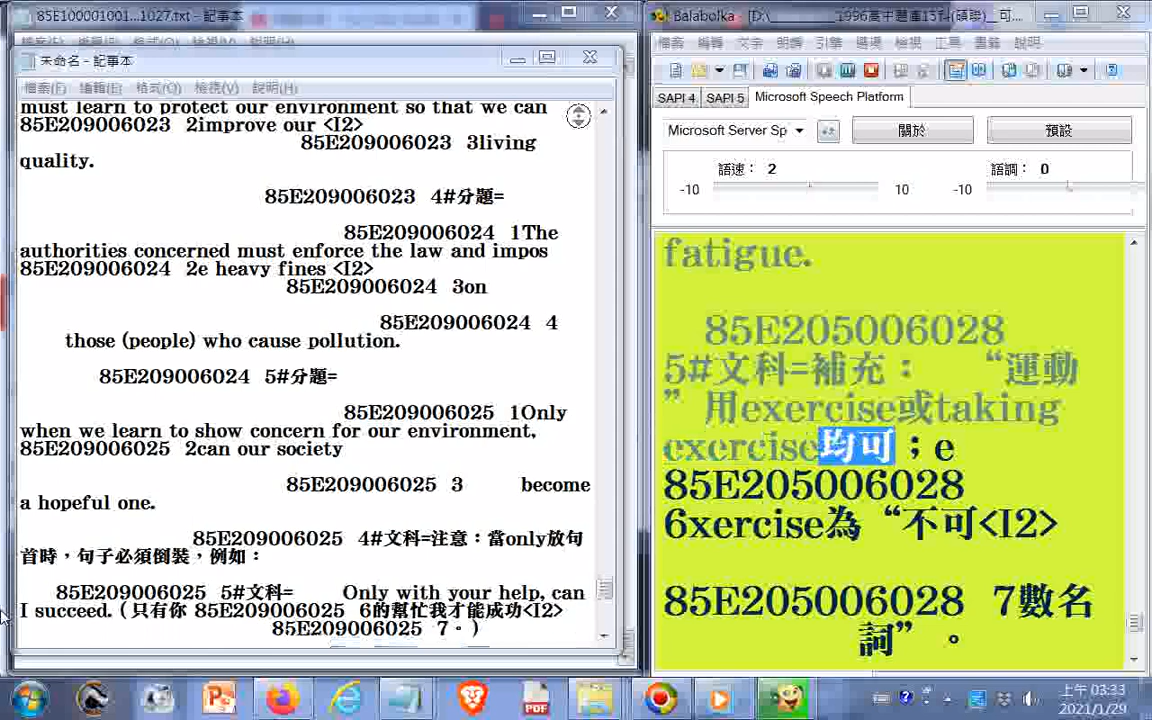 85E100001001...1027.txt - 記事本
未命名 - 記事本
檔案(F) 編輯(E) 格式(O) 檢視(V) 說明(H)
must learn to protect our environment so that we can
85E209006023 2improve our <I2>
85E209006023 3living
quality.
85E209006023 4#分題=
85E209006024 1The
authorities concerned must enforce the law and impos
85E209006024 2e heavy fines <I2>
85E209006024 3on
85E209006024 4
those (people) who cause pollution.
85E209006024 5#分題=
85E209006025 1Only
when we learn to show concern for our environment,
85E209006025 2can our society
85E209006025 3 become
a hopeful one.
85E209006025 4#文科=注意：當only放句
首時，句子必須倒裝，例如：
85E209006025 5#文科= Only with your help, can
I succeed. (只有你 85E209006025 6的幫忙我才能成功<I2>
85E209006025 7。)
Balabolka - [D:\_______1996高中題庫15科(碩聯)__可...
檔案 編輯 文字 朗讀 引擎 選項 檢視 工具 書籤 說明
SAPI 4 SAPI 5 Microsoft Speech Platform
Microsoft Server Sp 關於 預設
語速： 2 語調： 0
-10 10 -10
fatigue.
85E205006028
5#文科=補充： “運動
”用exercise或taking
exercise均可；e
85E205006028
6xercise為“不可<I2>
85E205006028 7數名
詞”。
PDF
上午 03:33
2021/1/29